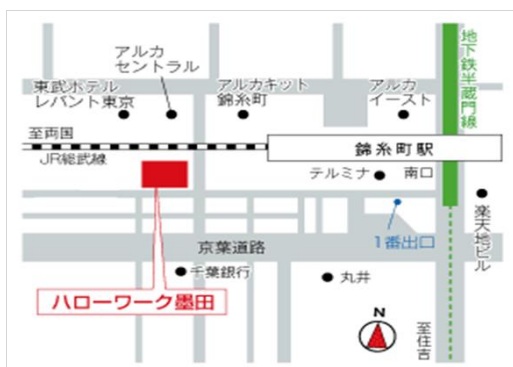 アルカ
セントラル
東武ホテル
レバント東京
アルカキット
錦糸町
アルカ
イースト
地下鉄半蔵門線
至両国
JR総武線
錦糸町駅
テルミナ
南口
1番出口
楽天地ビル
京葉道路
千葉銀行
丸井
ハローワーク墨田
N
至住吉